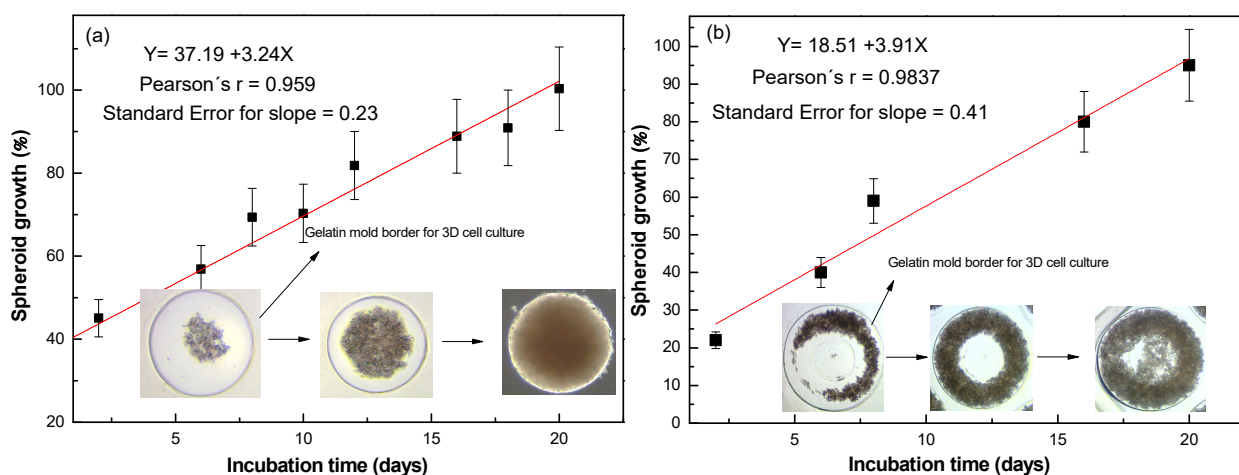 (a)
Y= 37.19 +3.24X
Pearson´s r = 0.959
Standard Error for slope = 0.23
Gelatin mold border for 3D cell culture
Spheroid growth (%)
100
80
60
40
20
5
10
15
20
Incubation time (days)
(b)
Y= 18.51 +3.91X
Pearson´s r = 0.9837
Standard Error for slope = 0.41
Gelatin mold border for 3D cell culture
Spheroid growth (%)
100
90
80
70
60
50
40
30
20
10
0
5
10
15
20
Incubation time (days)